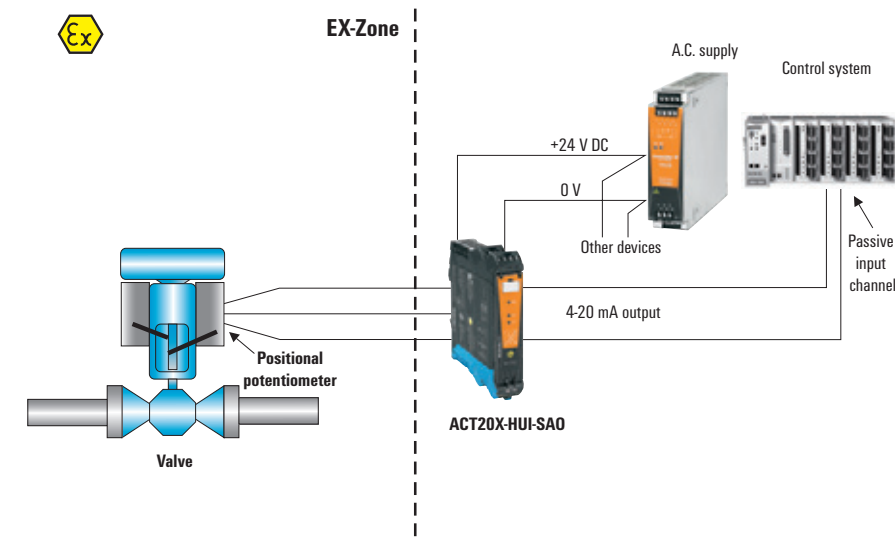 EX-Zone
A.C. supply
Control system
+24 V DC
0 V
Other devices
Passive
input
channel
4-20 mA output
Positional
potentiometer
ACT20X-HUI-SAO
Valve
Ex